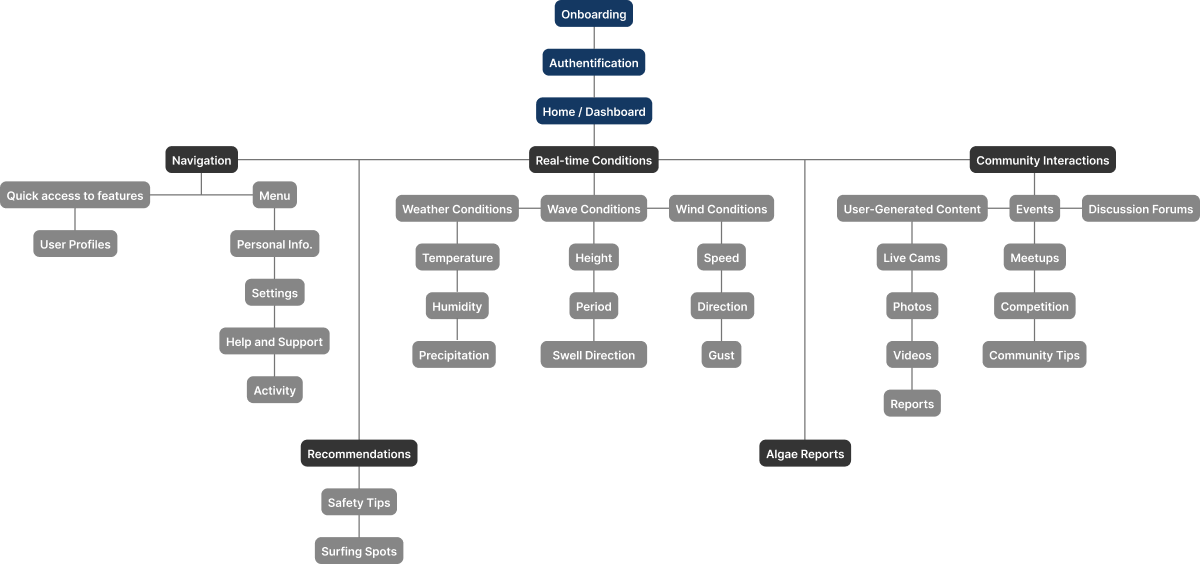 Onboarding
Authentification
Home / Dashboard
Navigation
Real-time Conditions
Community Interactions
Quick access to features
Menu
Weather Conditions
Wave Conditions
Wind Conditions
User-Generated Content
Events
Discussion Forums
User Profiles
Personal Info.
Temperature
Height
Speed
Live Cams
Meetups
Settings
Humidity
Period
Direction
Photos
Competition
Help and Support
Precipitation
Swell Direction
Gust
Videos
Community Tips
Activity
Reports
Recommendations
Algae Reports
Safety Tips
Surfing Spots